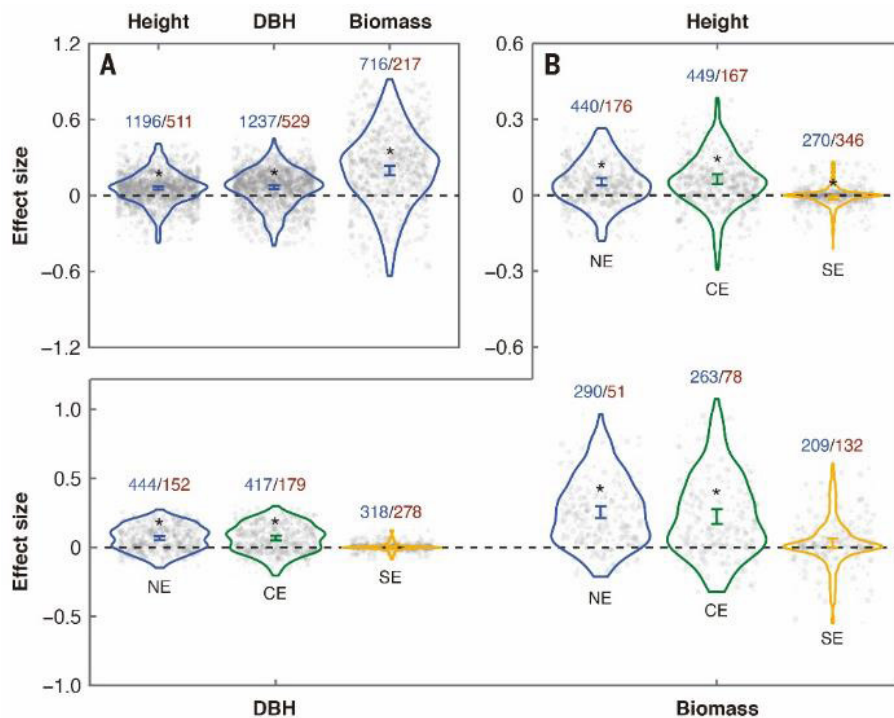 Height DBH Biomass Height
1.2 A 716/217 0.6 B
449/167
1196/511 1237/529 440/176
0.6 0.3 270/346
* * * * * *
Effect size 0 0
NE SE
−0.6 −0.3 CE
−1.2 −0.6
290/51 263/78
1.0 209/132
444/152 417/179
0.5 318/278 * *
* *
Effect size 0
NE CE SE NE CE
−0.5 SE
−1.0
DBH Biomass